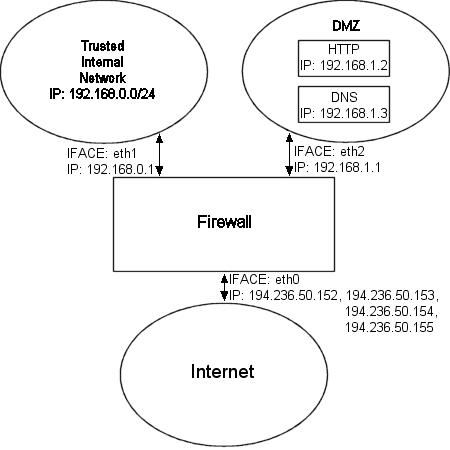 Trusted
Internal
Network
IP: 192.168.0.0/24
DMZ
HTTP
IP: 192.168.1.2
DNS
IP: 192.168.1.3
IFACE: eth1
IP: 192.168.0.1
IFACE: eth2
IP: 192.168.1.1
Firewall
IFACE: eth0
IP: 194.236.50.152, 194.236.50.153,
194.236.50.154,
194.236.50.155
Internet